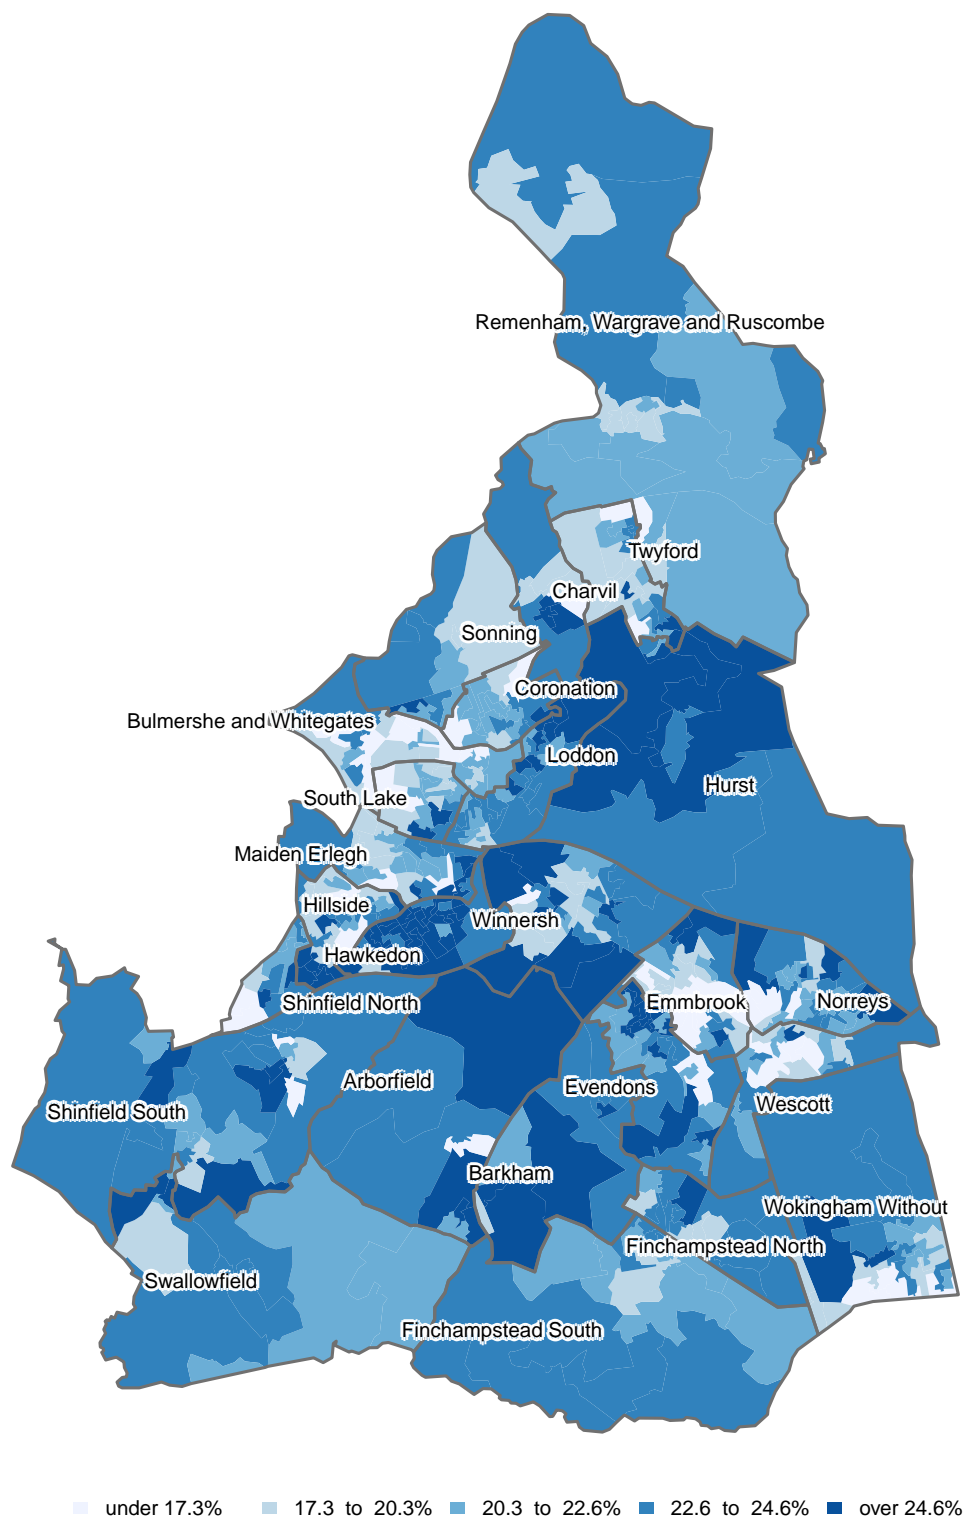 Remenham, Wargrave and Ruscombe
Twyford
Charvil
Sonning
Coronation
Bulmershe and Whitegates
Loddon
Hurst
South Lake
Maiden Erlegh
Hillside
Winnersh
Hawkedon
Shinfield North
Emmbrook
Norreys
Arborfield
Evendons
Shinfield South
Wescott
Barkham
Wokingham Without
Finchampstead North
Swallowfield
Finchampstead South
under 17.3% 17.3 to 20.3% 20.3 to 22.6% 22.6 to 24.6% over 24.6%